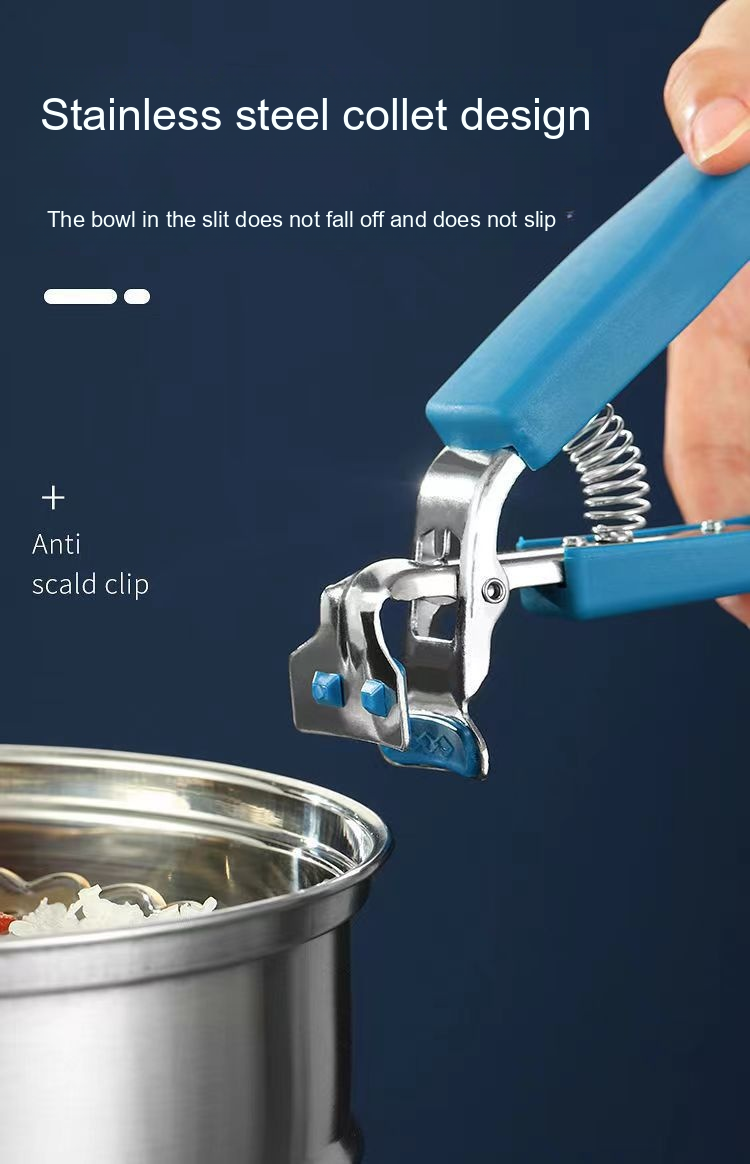 Stainless steel collet design
The bowl in the slit does not fall off and does not slip
+
Anti
scald clip